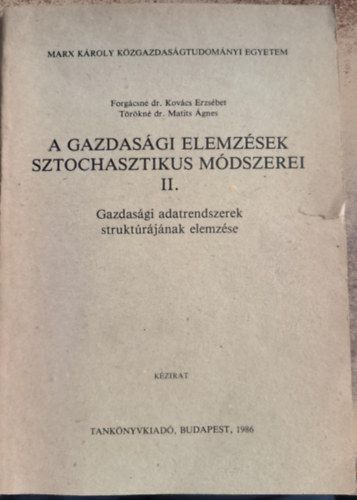 MARX KÁROLY KÖZGAZDASÁGTUDOMÁNYI EGYETEM
Forgácsné dr. Kovács Erzsébet
Törökné dr. Matits Ágnes
A GAZDASÁGI ELEMZÉSEK
SZTOCHASZTIKUS MÓDSZEREI
II.
Gazdasági adatrendszerek
struktúrájának elemzése
KÉZIRAT
TANKÖNYVKIADÓ, BUDAPEST, 1986